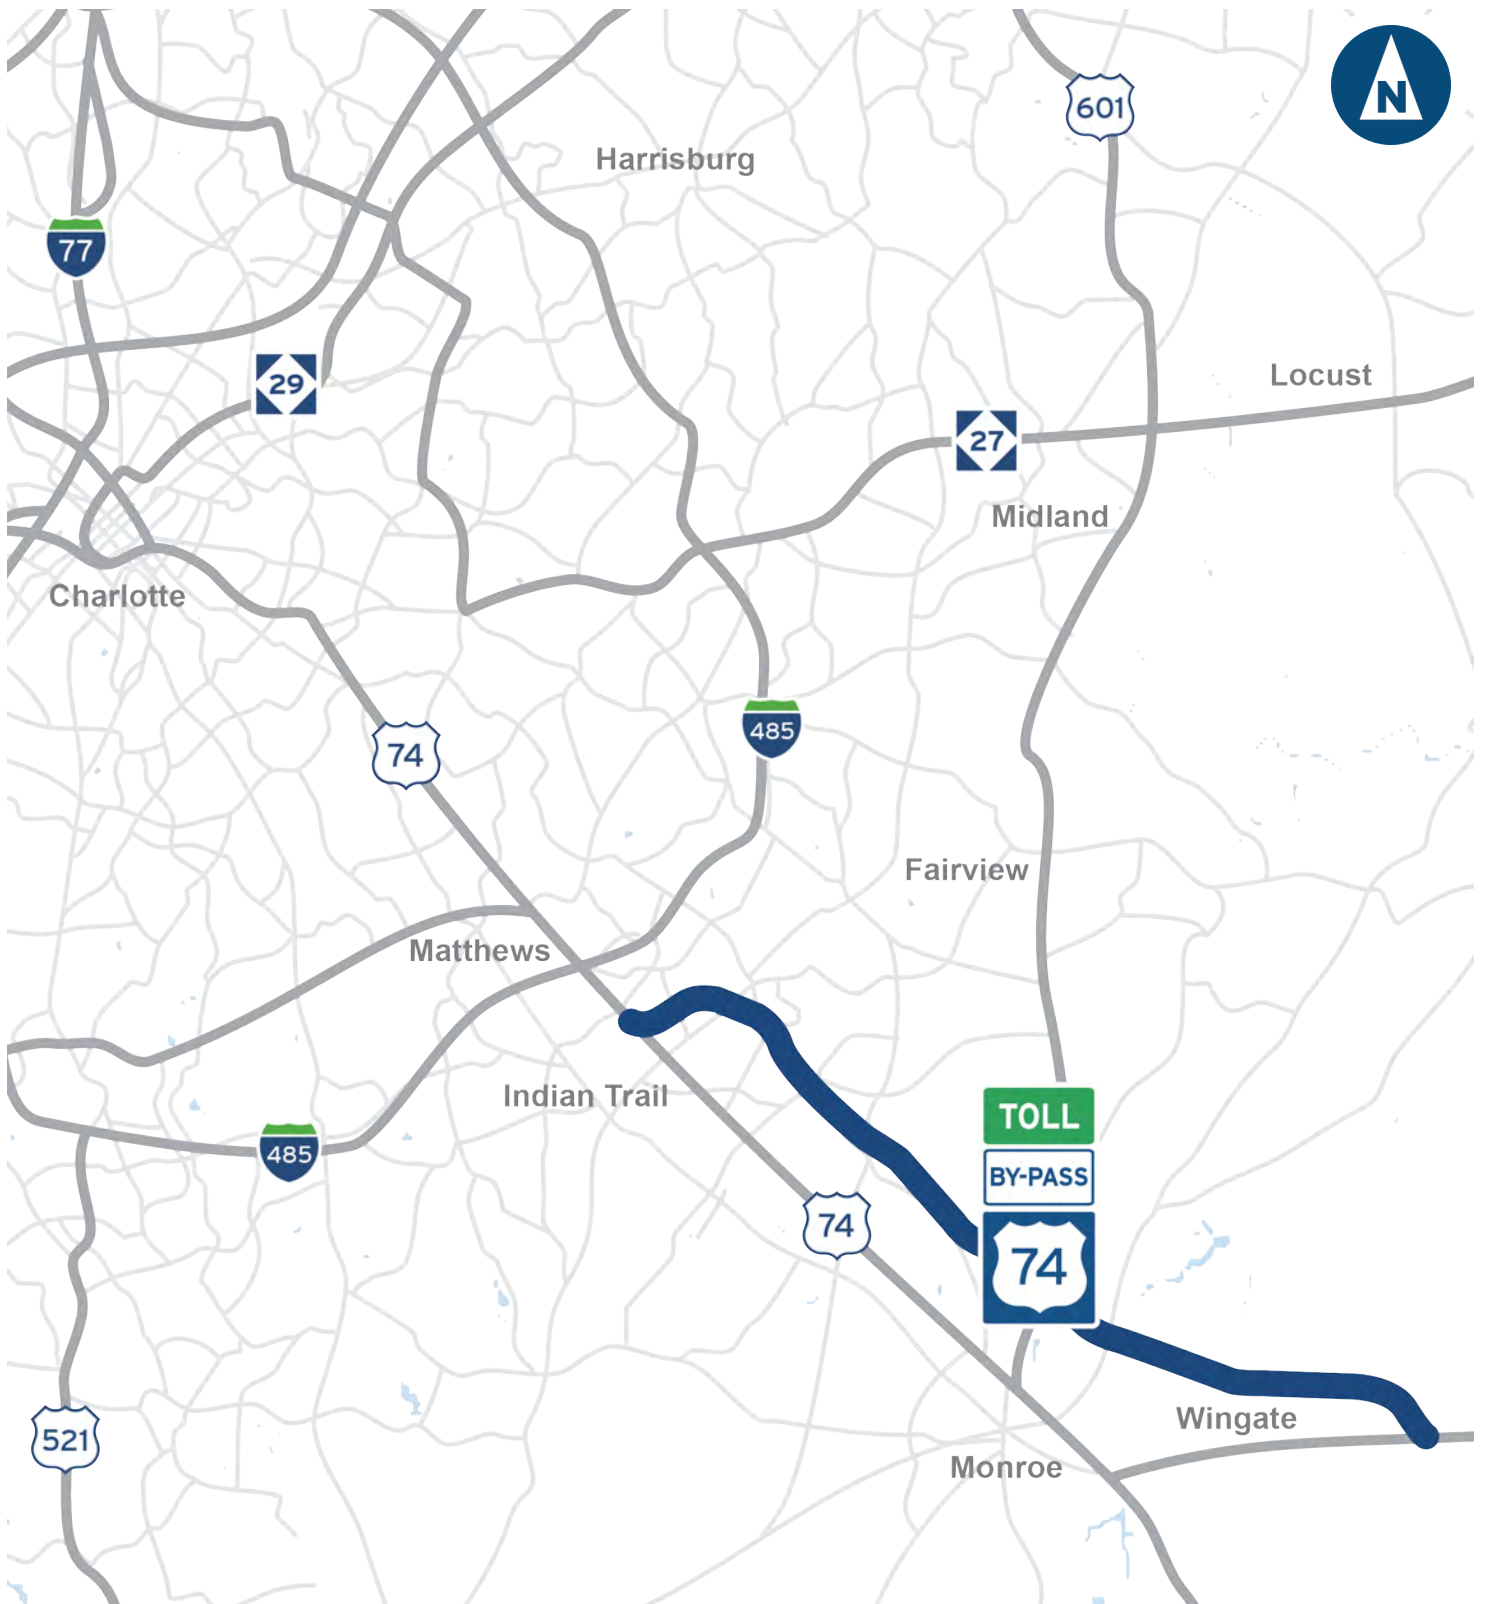 N
601
Harrisburg
77
Locust
29
27
Midland
Charlotte
485
74
Fairview
Matthews
Indian Trail
TOLL
BY-PASS
74
485
74
Wingate
521
Monroe